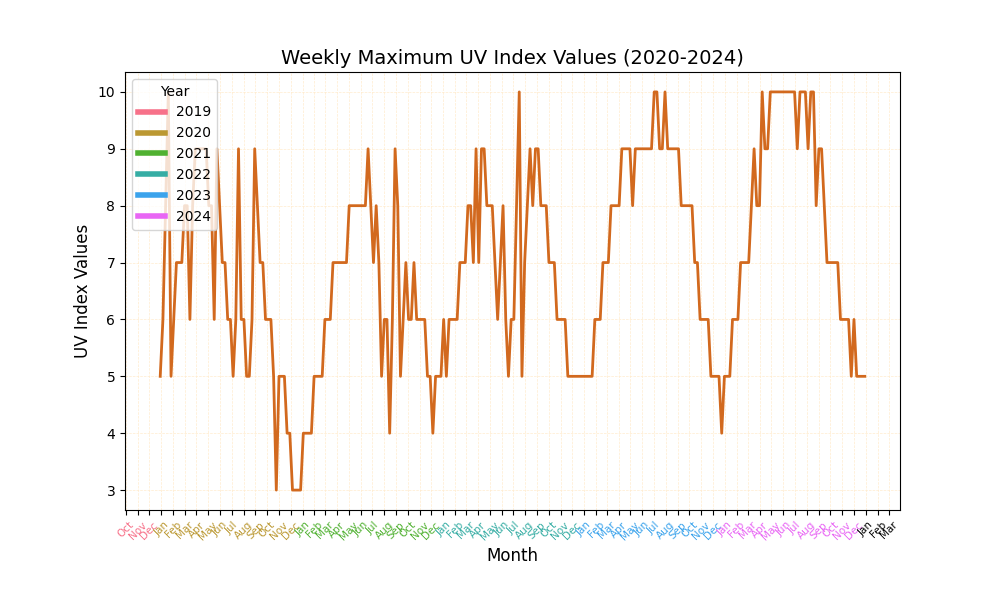 Weekly Maximum UV Index Values (2020-2024)
UV Index Values
10
9
8
7
6
5
4
3
Year
2019
2020
2021
2022
2023
2024
Oct Nov Dec Jan Feb Mar Apr May Jun Jul Aug Sep Oct Nov Dec Jan Feb Mar Apr May Jun Jul Aug Sep Oct Nov Dec Jan Feb Mar Apr May Jun Jul Aug Sep Oct Nov Dec Jan Feb Mar Apr May Jun Jul Aug Sep Oct Nov Dec Jan Feb Mar Apr May Jun Jul Aug Sep Oct Nov Dec Jan Feb Mar
Month